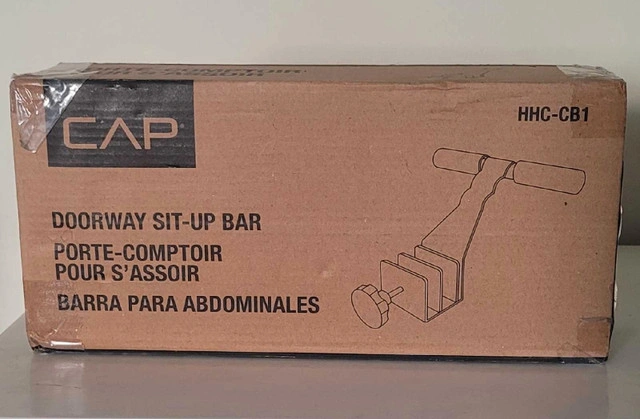 CAP
HHC-CB1
DOORWAY SIT-UP BAR
PORTE-COMPTOIR
POUR S'ASSOIR
BARRA PARA ABDOMINALES